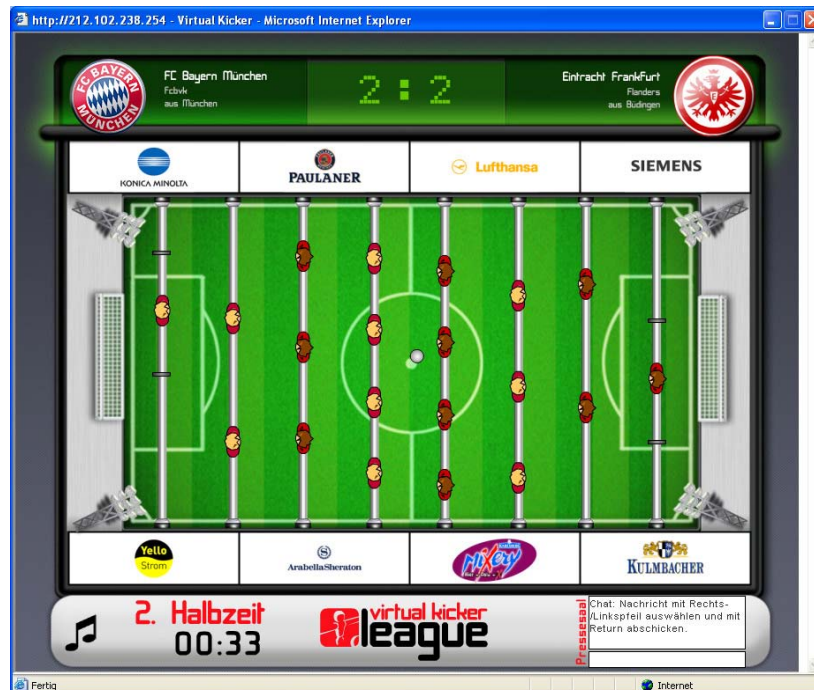 http://212.102.238.254 - Virtual Kicker - Microsoft Internet Explorer
FC BAYERN
MÜNCHEN
FC Bayern München
Fcbvk
aus München
2:2
Eintracht Frankfurt
Flanders
aus Büdingen
KONICA MINOLTA
PAULANER
Lufthansa
SIEMENS
Yello
Strom
ArabellaSheraton
MiXery
KULMBACHER
2. Halbzeit
00:33
virtual kicker
league
Pressesaal
Chat: Nachricht mit Rechts-
/Linkspfeil auswählen und mit
Return abschicken.
Fertig
Internet